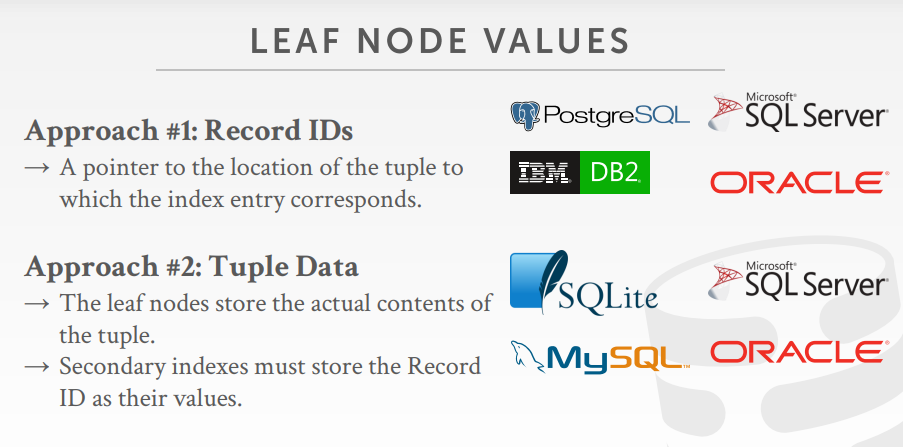 LEAF NODE VALUES
Approach #1: Record IDs
→ A pointer to the location of the tuple to
which the index entry corresponds.
PostgreSQL
Microsoft®
SQL Server®
IBM® DB2®
ORACLE®
Approach #2: Tuple Data
→ The leaf nodes store the actual contents of
the tuple.
→ Secondary indexes must store the Record
ID as their values.
SQLite
Microsoft®
SQL Server®
MySQL™
ORACLE®